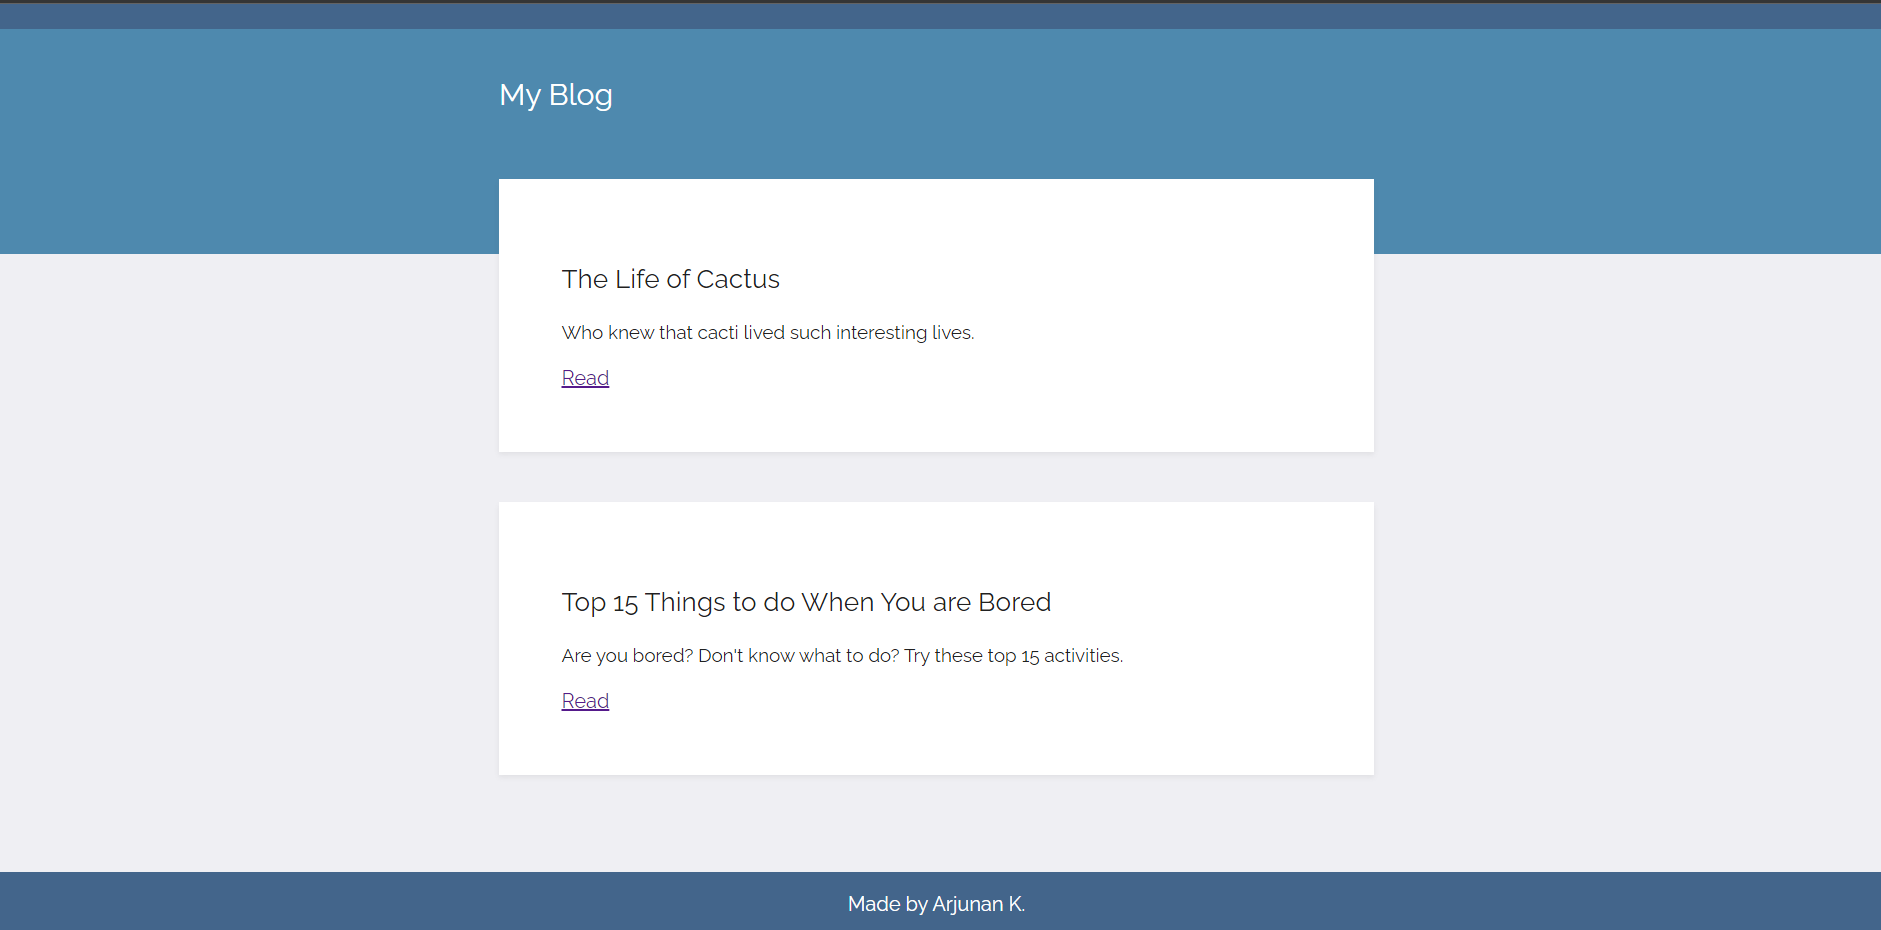 My Blog
The Life of Cactus
Who knew that cacti lived such interesting lives.
Read
Top 15 Things to do When You are Bored
Are you bored? Don't know what to do? Try these top 15 activities.
Read
Made by Arjunan K.